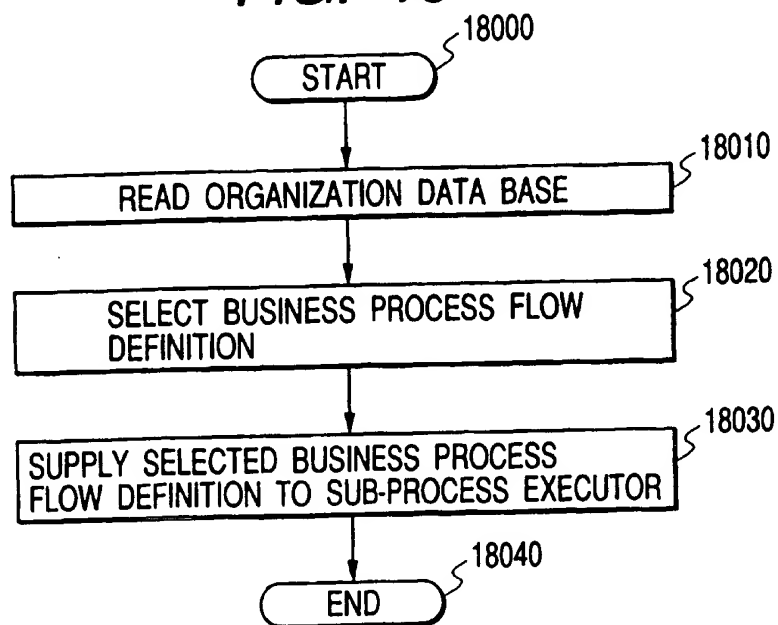 18000
START
18010
READ ORGANIZATION DATA BASE
18020
SELECT BUSINESS PROCESS FLOW
DEFINITION
18030
SUPPLY SELECTED BUSINESS PROCESS
FLOW DEFINITION TO SUB-PROCESS EXECUTOR
18040
END